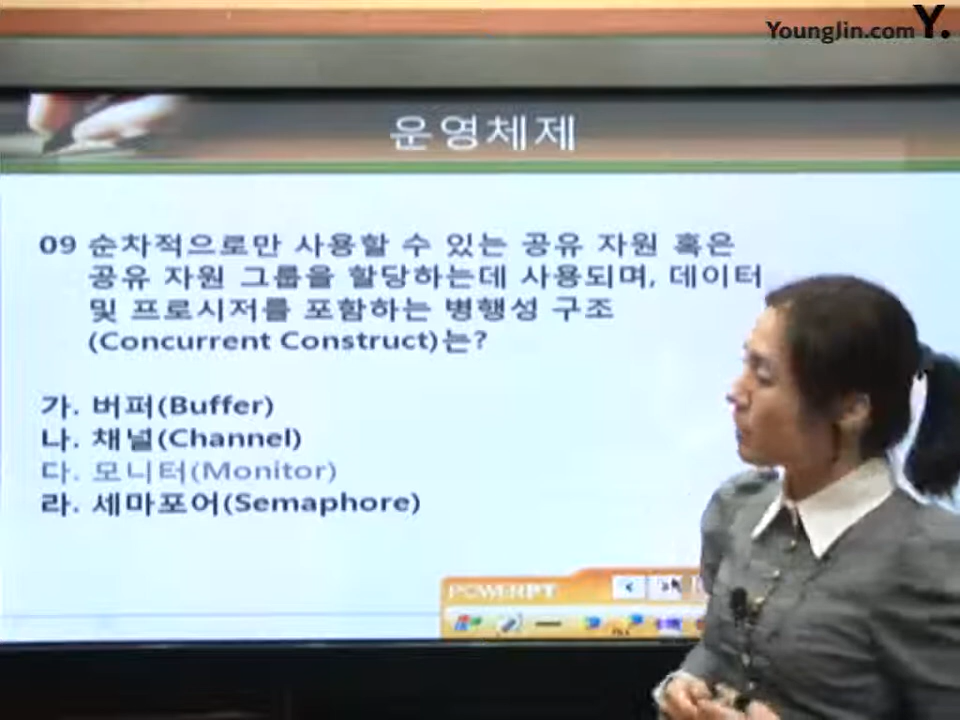 YoungJin.com Y.
운영체제
09 순차적으로만 사용할 수 있는 공유 자원 혹은
공유 자원 그룹을 할당하는데 사용되며, 데이터
및 프로시저를 포함하는 병행성 구조
(Concurrent Construct)는?
가. 버퍼(Buffer)
나. 채널(Channel)
다. 모니터(Monitor)
라. 세마포어(Semaphore)
POWERPT